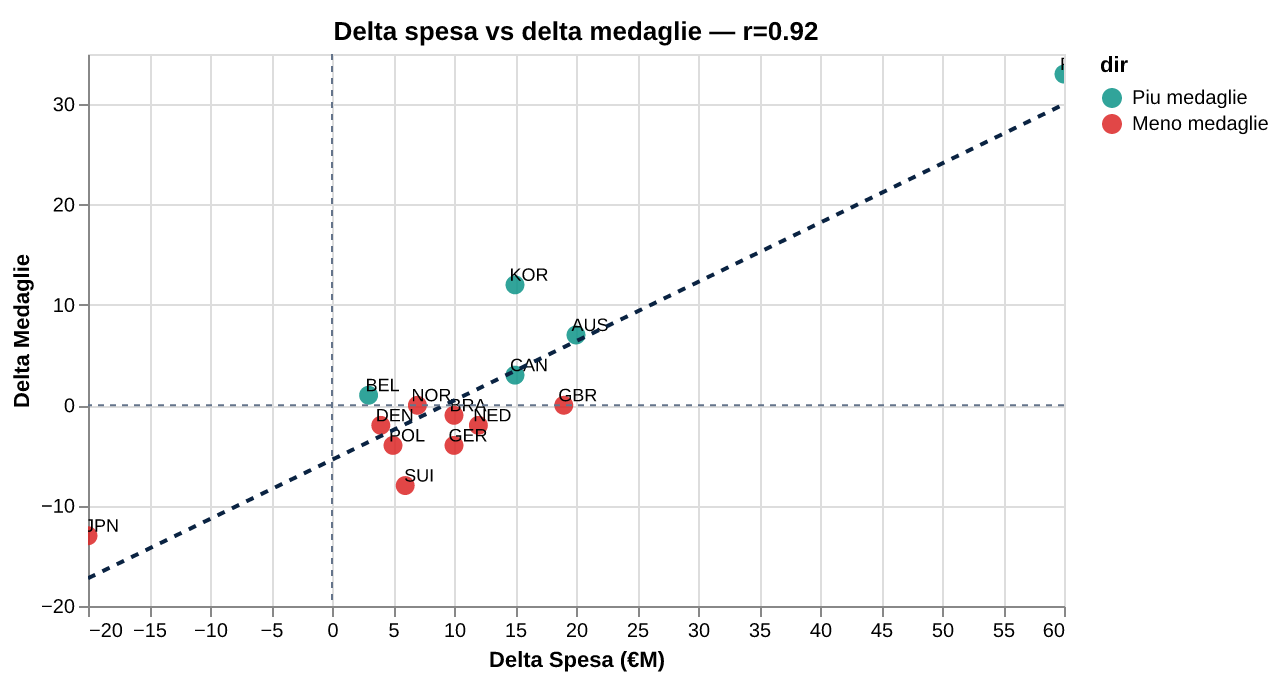 Delta spesa vs delta medaglie — r=0.92
dir
Piu medaglie
Meno medaglie
Delta Medaglie
30
20
10
0
−10
−20
KOR
AUS
CAN
BEL
NOR
BRA
GBR
DEN
NED
POL
GER
SUI
JPN
−20 −15 −10 −5 0 5 10 15 20 25 30 35 40 45 50 55 60
Delta Spesa (€M)